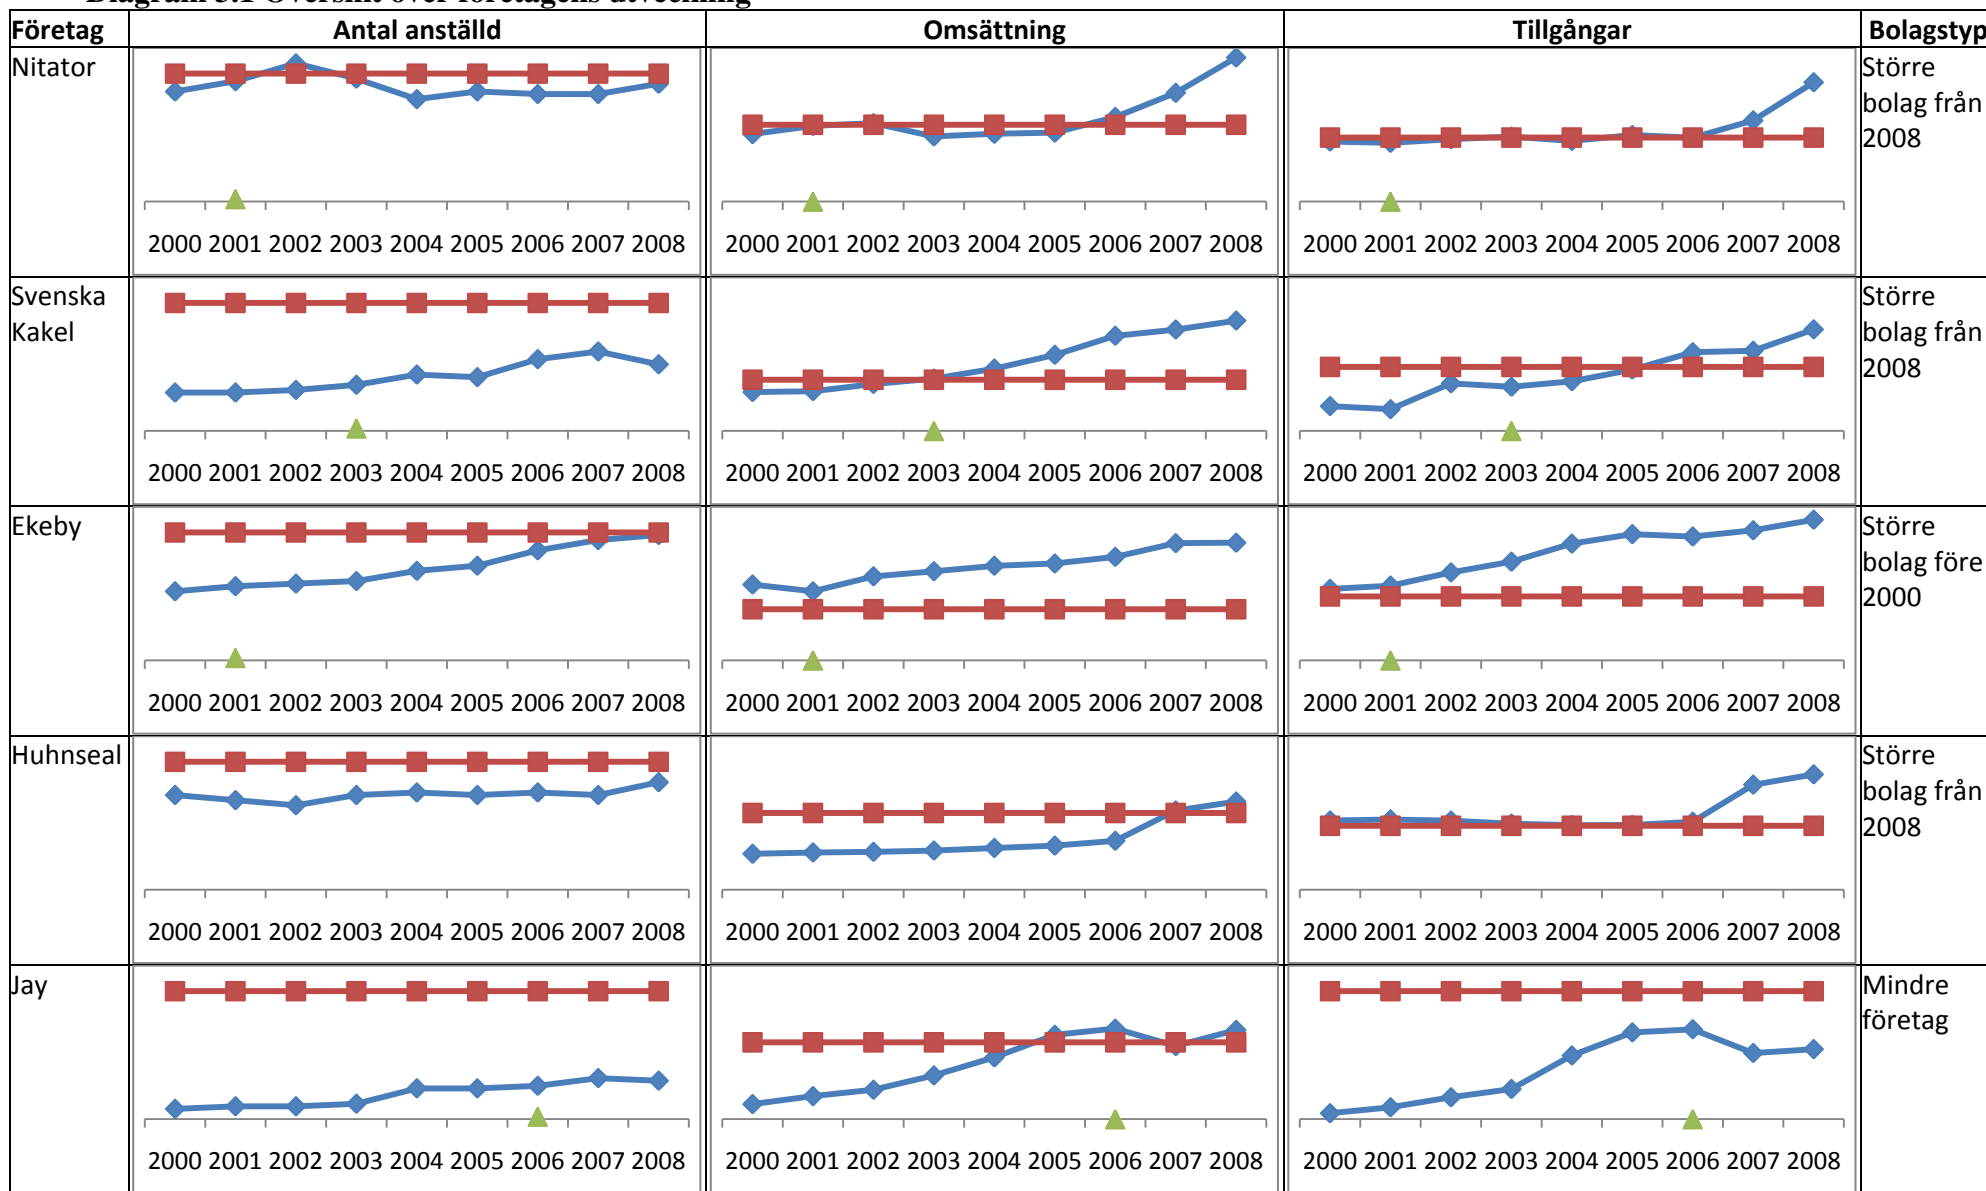 Företag Antal anställd Omsättning Tillgångar Bolagstyp
Nitator
Större
bolag från
2008
2000 2001 2002 2003 2004 2005 2006 2007 2008
2000 2001 2002 2003 2004 2005 2006 2007 2008
2000 2001 2002 2003 2004 2005 2006 2007 2008
Svenska
Kakel
Större
bolag från
2008
2000 2001 2002 2003 2004 2005 2006 2007 2008
2000 2001 2002 2003 2004 2005 2006 2007 2008
2000 2001 2002 2003 2004 2005 2006 2007 2008
Ekeby
Större
bolag före
2000
2000 2001 2002 2003 2004 2005 2006 2007 2008
2000 2001 2002 2003 2004 2005 2006 2007 2008
2000 2001 2002 2003 2004 2005 2006 2007 2008
Huhnseal
Större
bolag från
2008
2000 2001 2002 2003 2004 2005 2006 2007 2008
2000 2001 2002 2003 2004 2005 2006 2007 2008
2000 2001 2002 2003 2004 2005 2006 2007 2008
Jay
Mindre
företag
2000 2001 2002 2003 2004 2005 2006 2007 2008
2000 2001 2002 2003 2004 2005 2006 2007 2008
2000 2001 2002 2003 2004 2005 2006 2007 2008